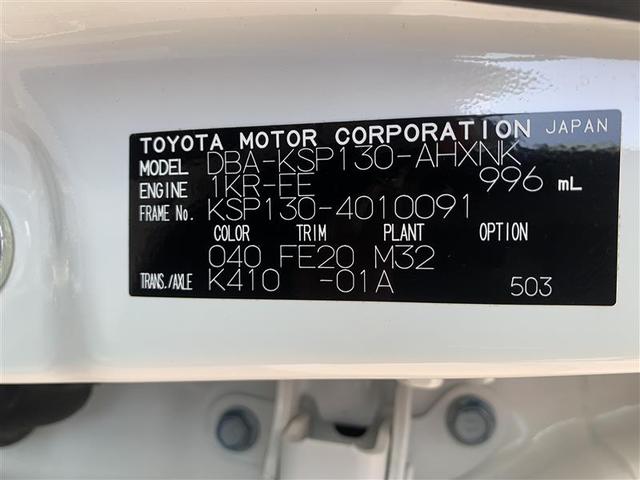 TOYOTA MOTOR CORPORATION JAPAN
MODEL DBA-KSP130-AHXNK
ENGINE 1KR-FE 996 mL
FRAME No. KSP130-4010091
COLOR TRIM PLANT OPTION
040 FE20 M32
TRANS./AXLE K410 -01A 503